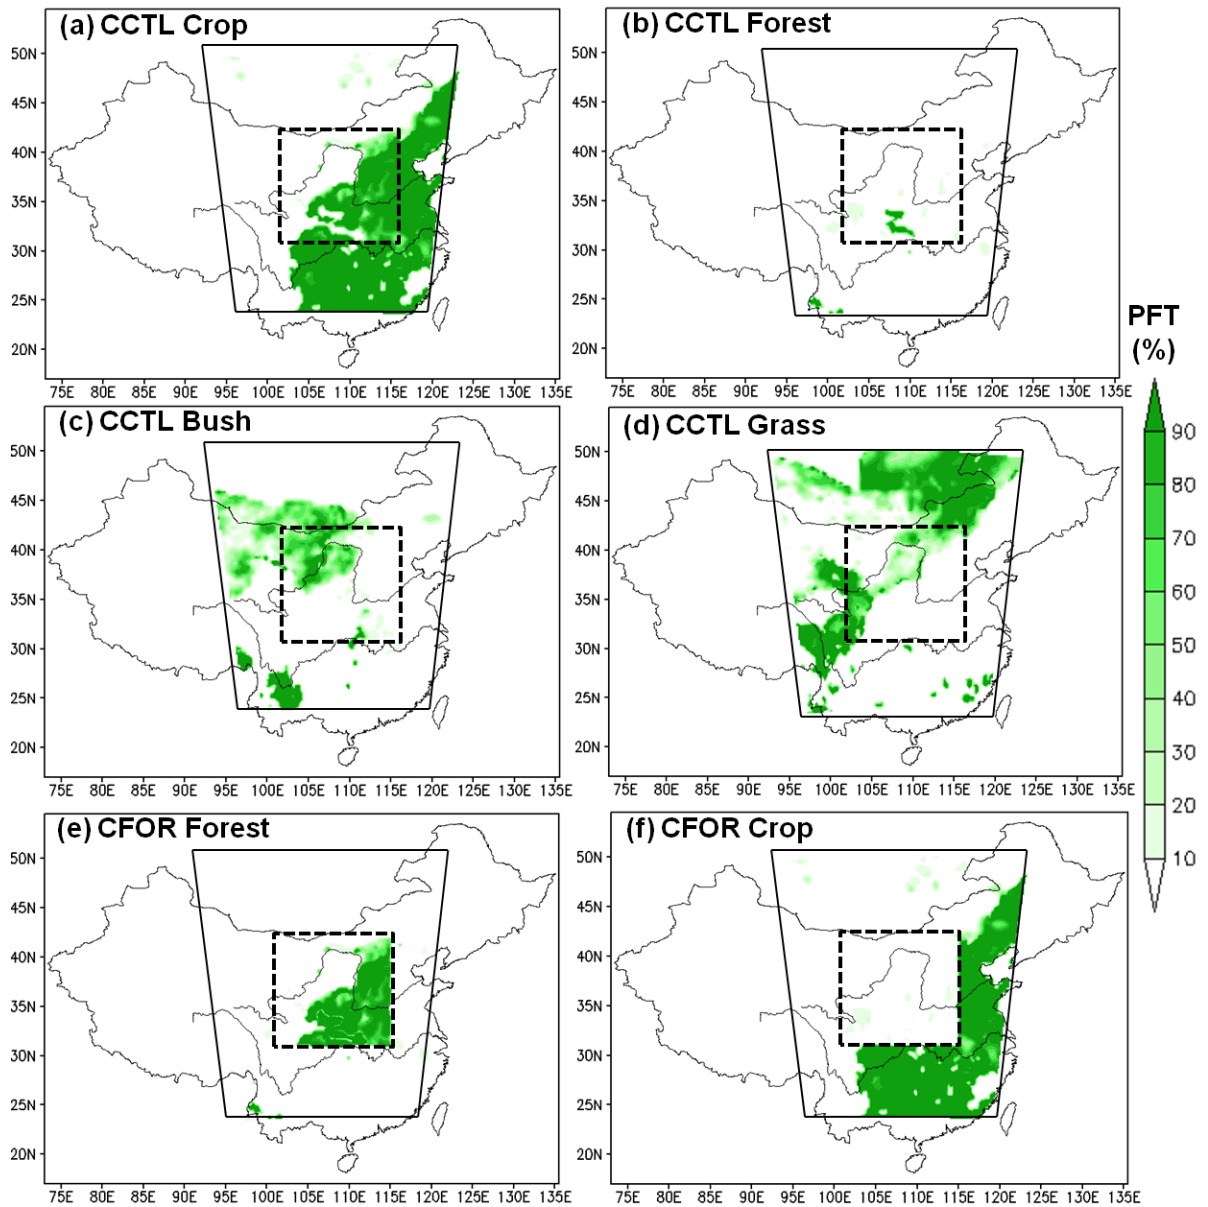 (a) CCTL Crop
50N
45N
40N
35N
30N
25N
20N
75E 80E 85E 90E 95E 100E 105E 110E 115E 120E 125E 130E 135E
(b) CCTL Forest
50N
45N
40N
35N
30N
25N
20N
75E 80E 85E 90E 95E 100E 105E 110E 115E 120E 125E 130E 135E
(c) CCTL Bush
50N
45N
40N
35N
30N
25N
20N
75E 80E 85E 90E 95E 100E 105E 110E 115E 120E 125E 130E 135E
(d) CCTL Grass
50N
45N
40N
35N
30N
25N
20N
75E 80E 85E 90E 95E 100E 105E 110E 115E 120E 125E 130E 135E
(e) CFOR Forest
50N
45N
40N
35N
30N
25N
20N
75E 80E 85E 90E 95E 100E 105E 110E 115E 120E 125E 130E 135E
(f) CFOR Crop
50N
45N
40N
35N
30N
25N
20N
75E 80E 85E 90E 95E 100E 105E 110E 115E 120E 125E 130E 135E
PFT
(%)
90
80
70
60
50
40
30
20
10